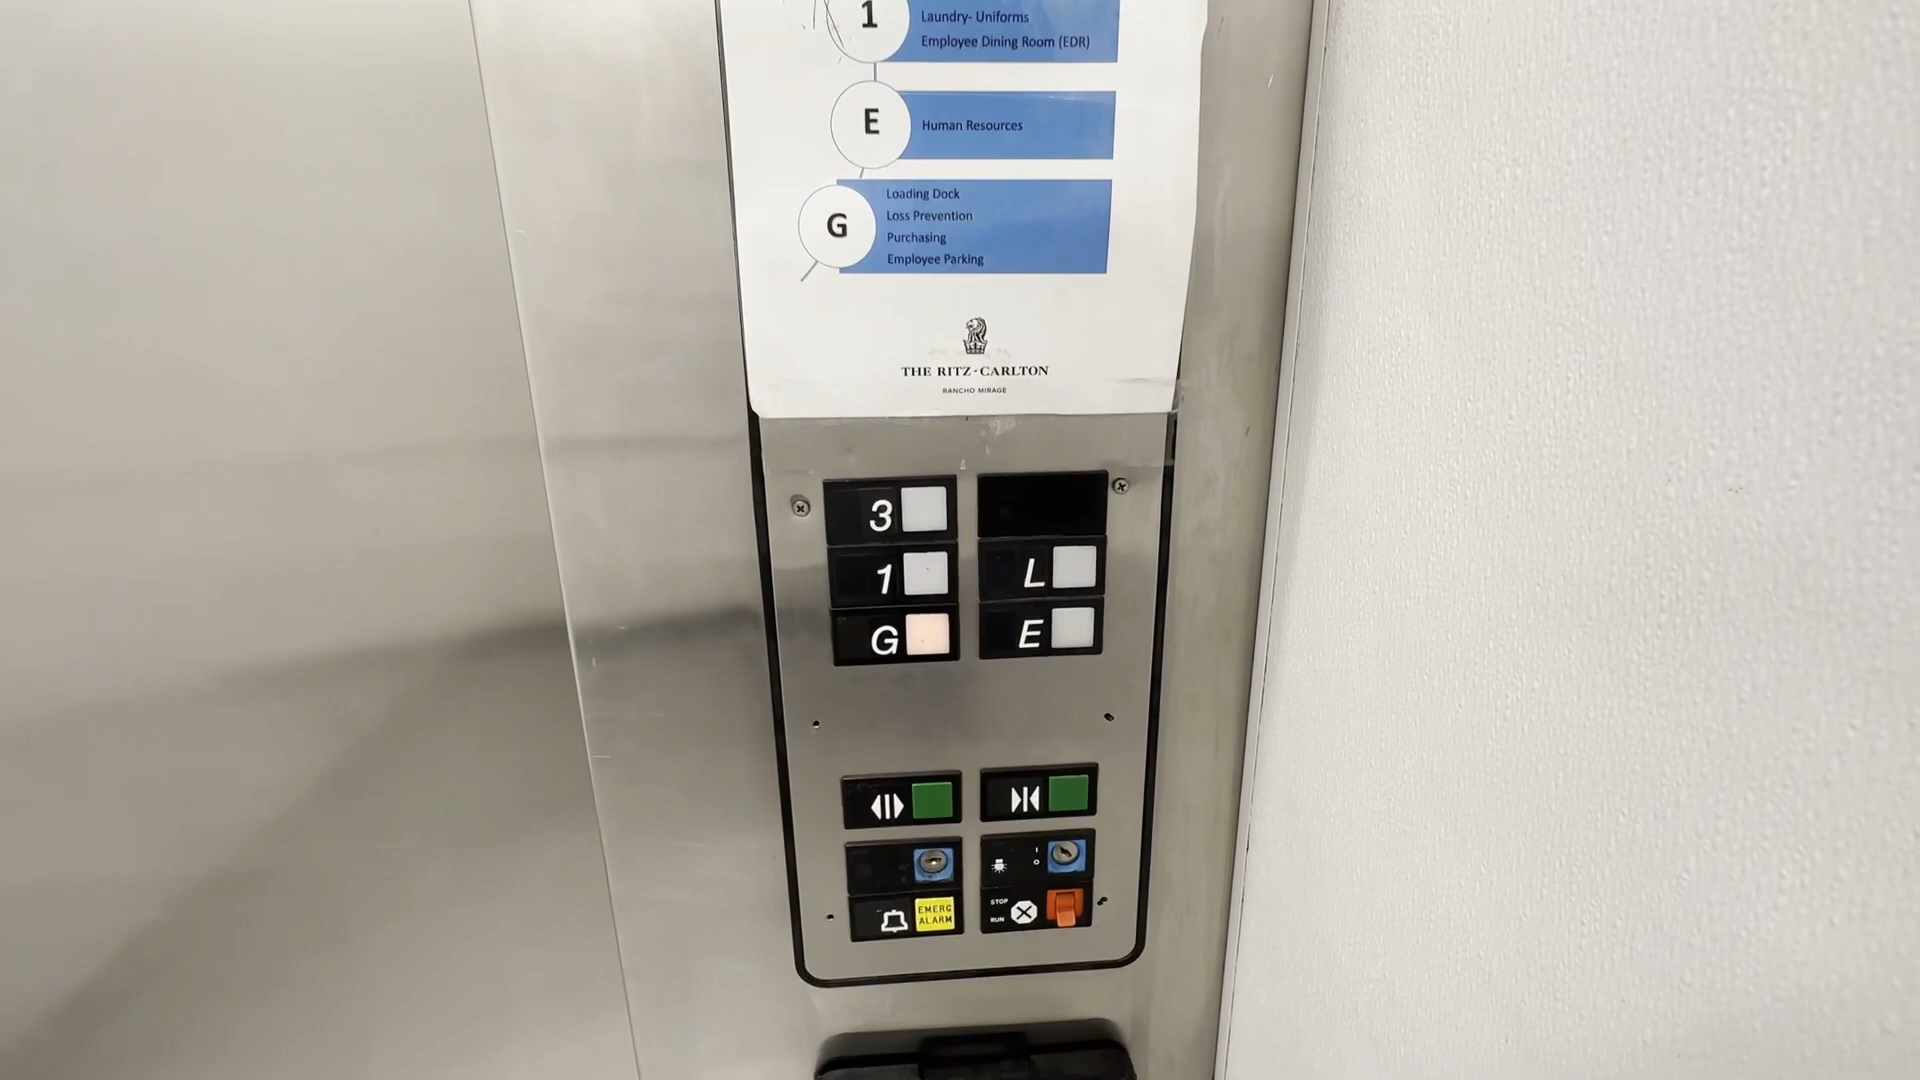 1
Laundry- Uniforms
Employee Dining Room (EDR)
E
Human Resources
G
Loading Dock
Loss Prevention
Purchasing
Employee Parking
THE RITZ-CARLTON
RANCHO MIRAGE
3
1
L
G
E
I
O
EMERG
ALARM
STOP
RUN